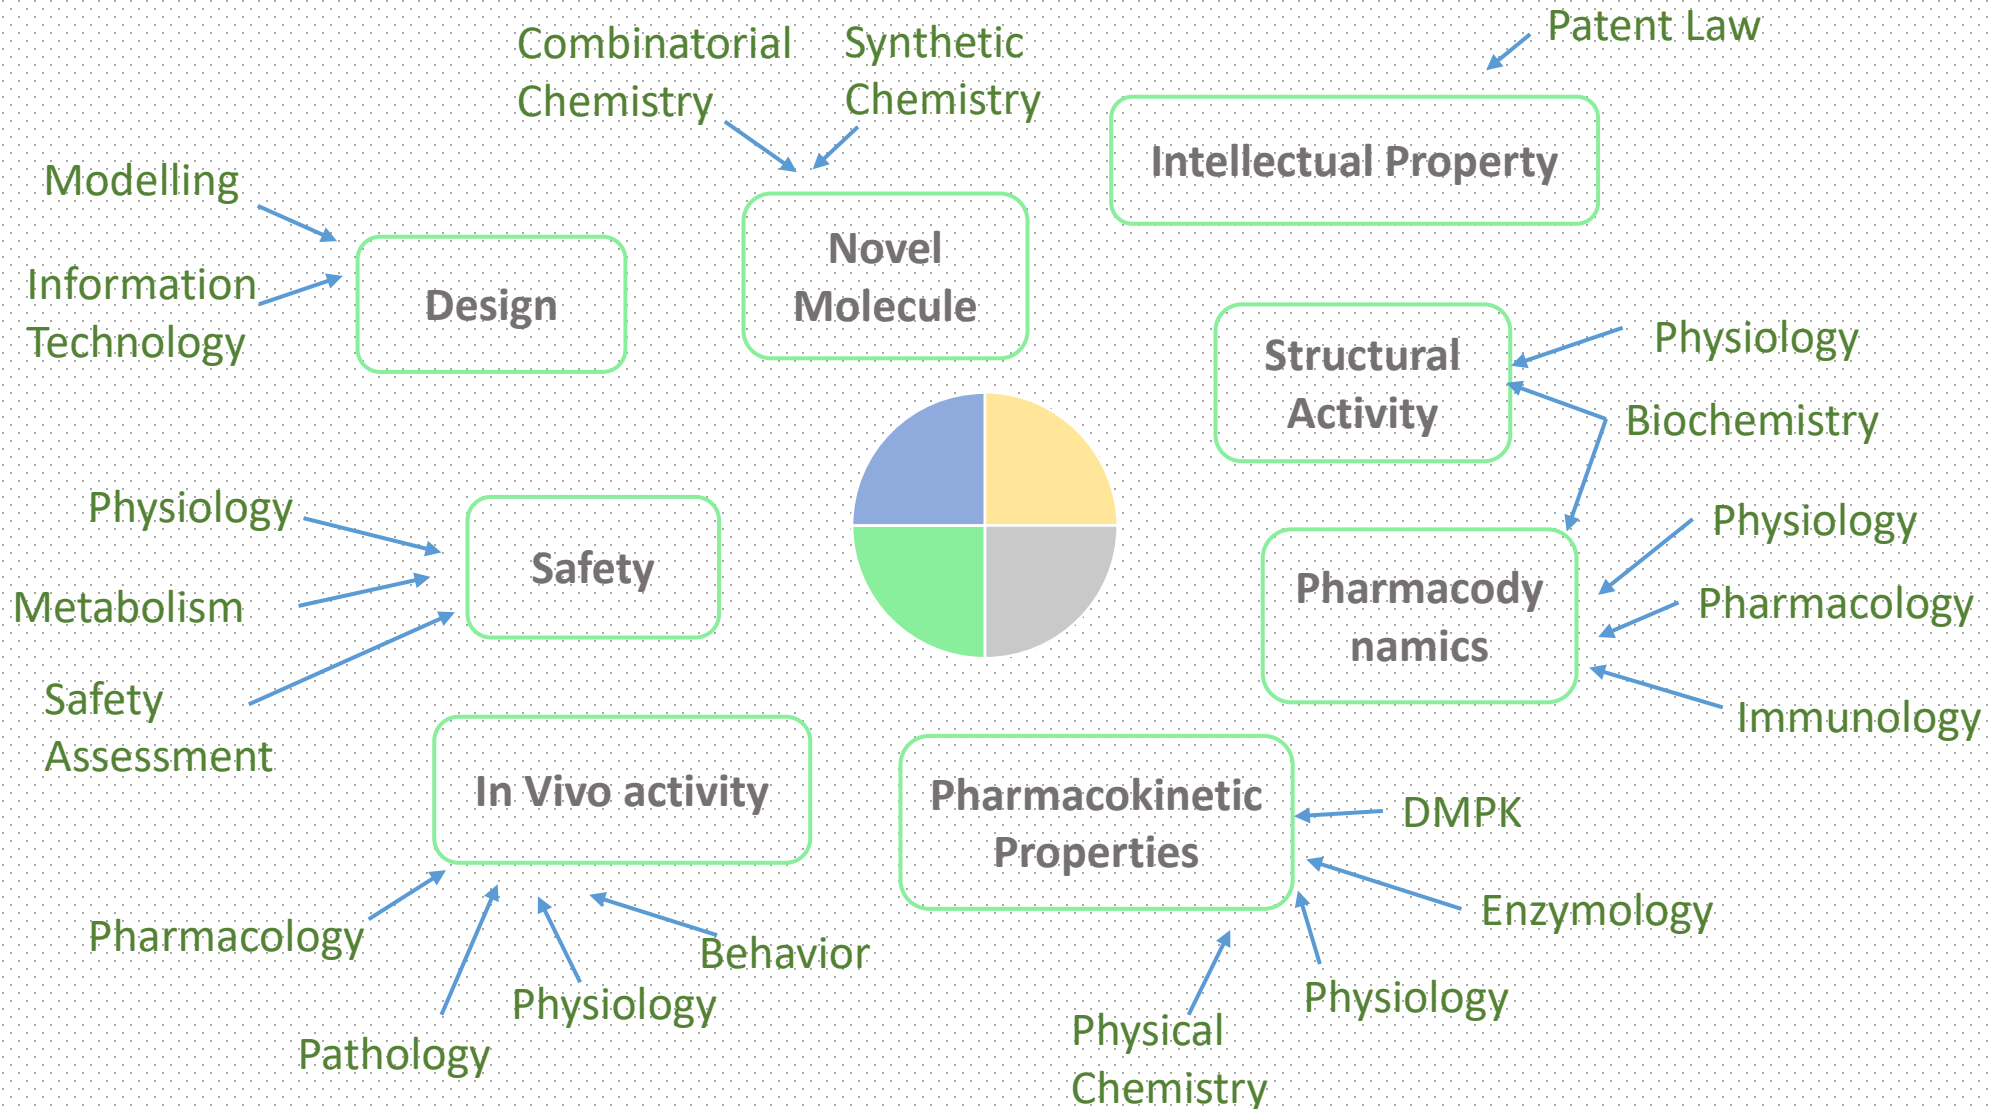 Combinatorial
Chemistry
Synthetic
Chemistry
Patent Law
Intellectual Property
Modelling
Information
Technology
Design
Novel
Molecule
Structural
Activity
Physiology
Biochemistry
Physiology
Metabolism
Safety
Assessment
Safety
Pharmacody
namics
Physiology
Pharmacology
Immunology
In Vivo activity
Pharmacokinetic
Properties
DMPK
Enzymology
Physiology
Physical
Chemistry
Pharmacology
Pathology
Physiology
Behavior